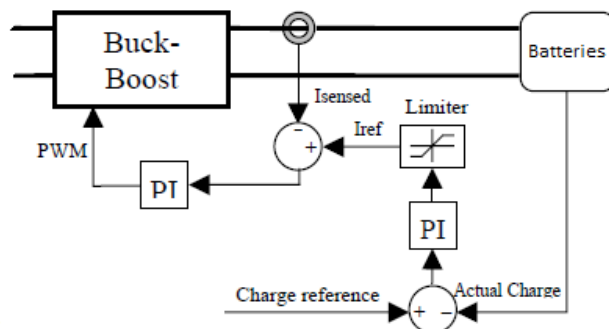 Buck-
Boost
Batteries
Isensed
Limiter
- +
Iref
PWM
PI
PI
Charge reference
+ -
Actual Charge